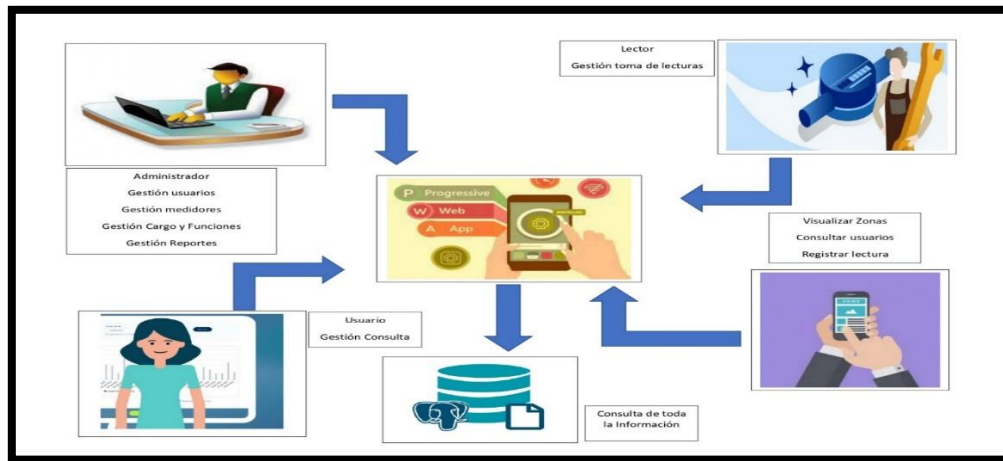 Administrador
Gestión usuarios
Gestión medidores
Gestión Cargo y Funciones
Gestión Reportes
Lector
Gestión toma de lecturas
P Progressive
W Web
A App
Visualizar Zonas
Consultar usuarios
Registrar lectura
Usuario
Gestión Consulta
Consulta de toda
la Información